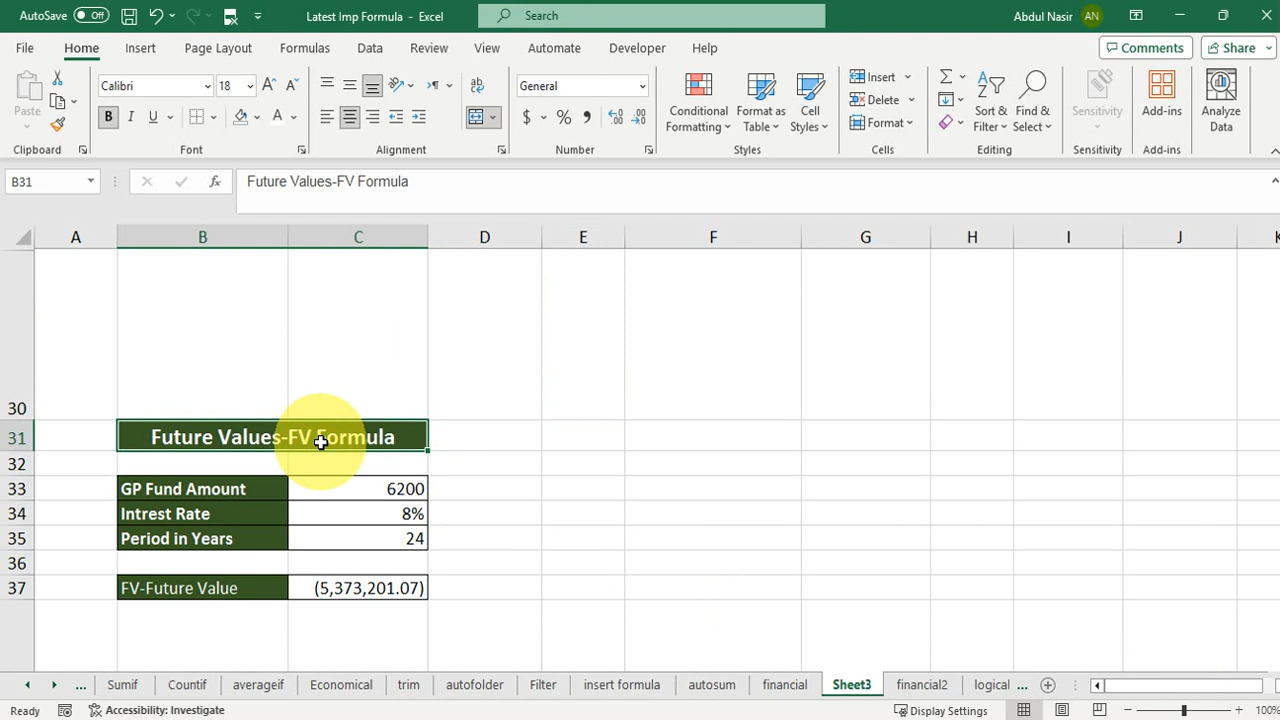 AutoSave Off
Latest Imp Formula - Excel
Search
Abdul Nasir AN
File Home Insert Page Layout Formulas Data Review View Automate Developer Help
Comments Share
Paste
Calibri 18
B I U
General
Conditional Formatting
Format as Table
Cell Styles
Insert
Delete
Format
Sort & Filter
Find & Select
Sensitivity
Add-ins
Analyze Data
Clipboard Font Alignment Number Styles Cells Editing Sensitivity Add-ins
B31 fx Future Values-FV Formula
A B C D E F G H I J K
30
31 Future Values-FV Formula
32
33 GP Fund Amount 6200
34 Intrest Rate 8%
35 Period in Years 24
36
37 FV-Future Value (5,373,201.07)
... Sumif Countif averageif Economical trim autofolder Filter insert formula autosum financial Sheet3 financial2 logical ...
Ready Accessibility: Investigate Display Settings 100%